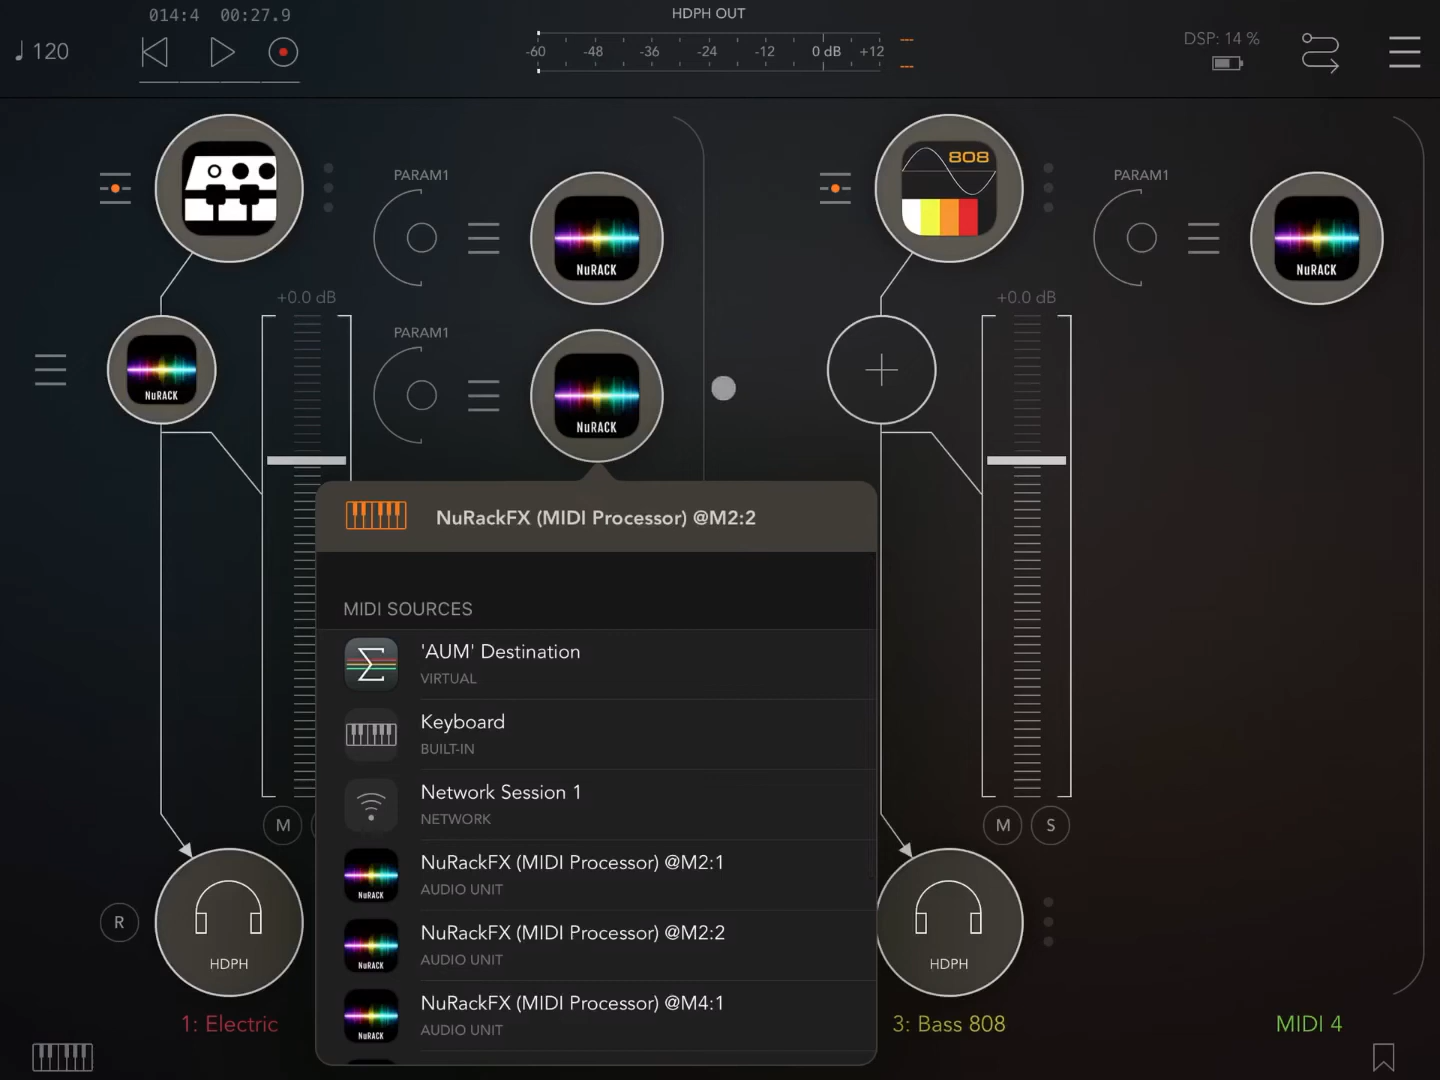 014:4 00:27.9
HDPH OUT
120
-60 -48 -36 -24 -12 0 dB +12
DSP: 14 %
808
PARAM1
PARAM1
NuRACK
NuRACK
+0.0 dB
+0.0 dB
PARAM1
NuRACK
NuRACK
NuRackFX (MIDI Processor) @M2:2
MIDI SOURCES
'AUM' Destination
VIRTUAL
Keyboard
BUILT-IN
Network Session 1
NETWORK
NuRackFX (MIDI Processor) @M2:1
AUDIO UNIT
NuRACK
NuRackFX (MIDI Processor) @M2:2
AUDIO UNIT
NuRACK
NuRackFX (MIDI Processor) @M4:1
AUDIO UNIT
NuRACK
M
M S
R
HDPH
HDPH
1: Electric
3: Bass 808
MIDI 4